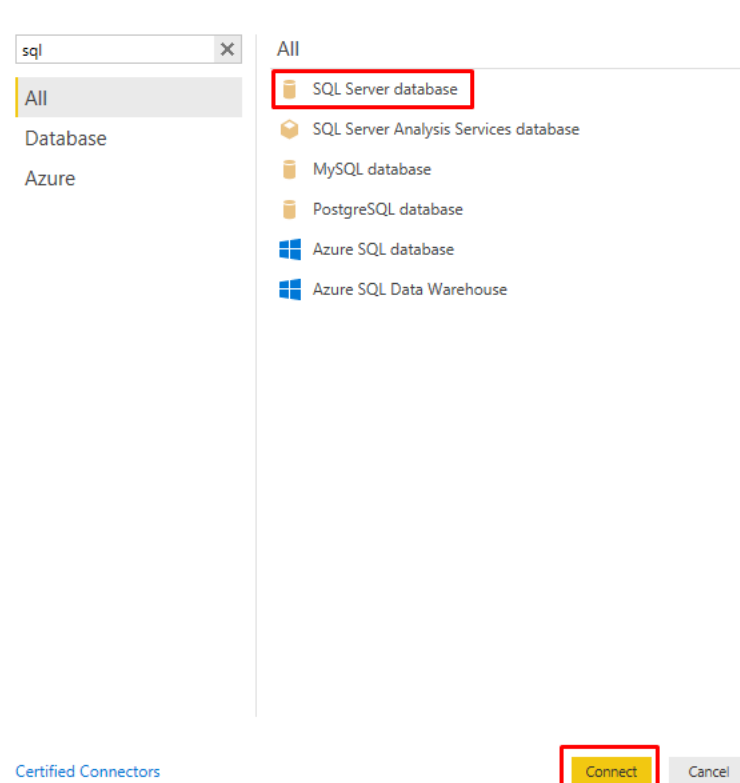 sql
All
Database
Azure
All
SQL Server database
SQL Server Analysis Services database
MySQL database
PostgreSQL database
Azure SQL database
Azure SQL Data Warehouse
Certified Connectors
Connect
Cancel